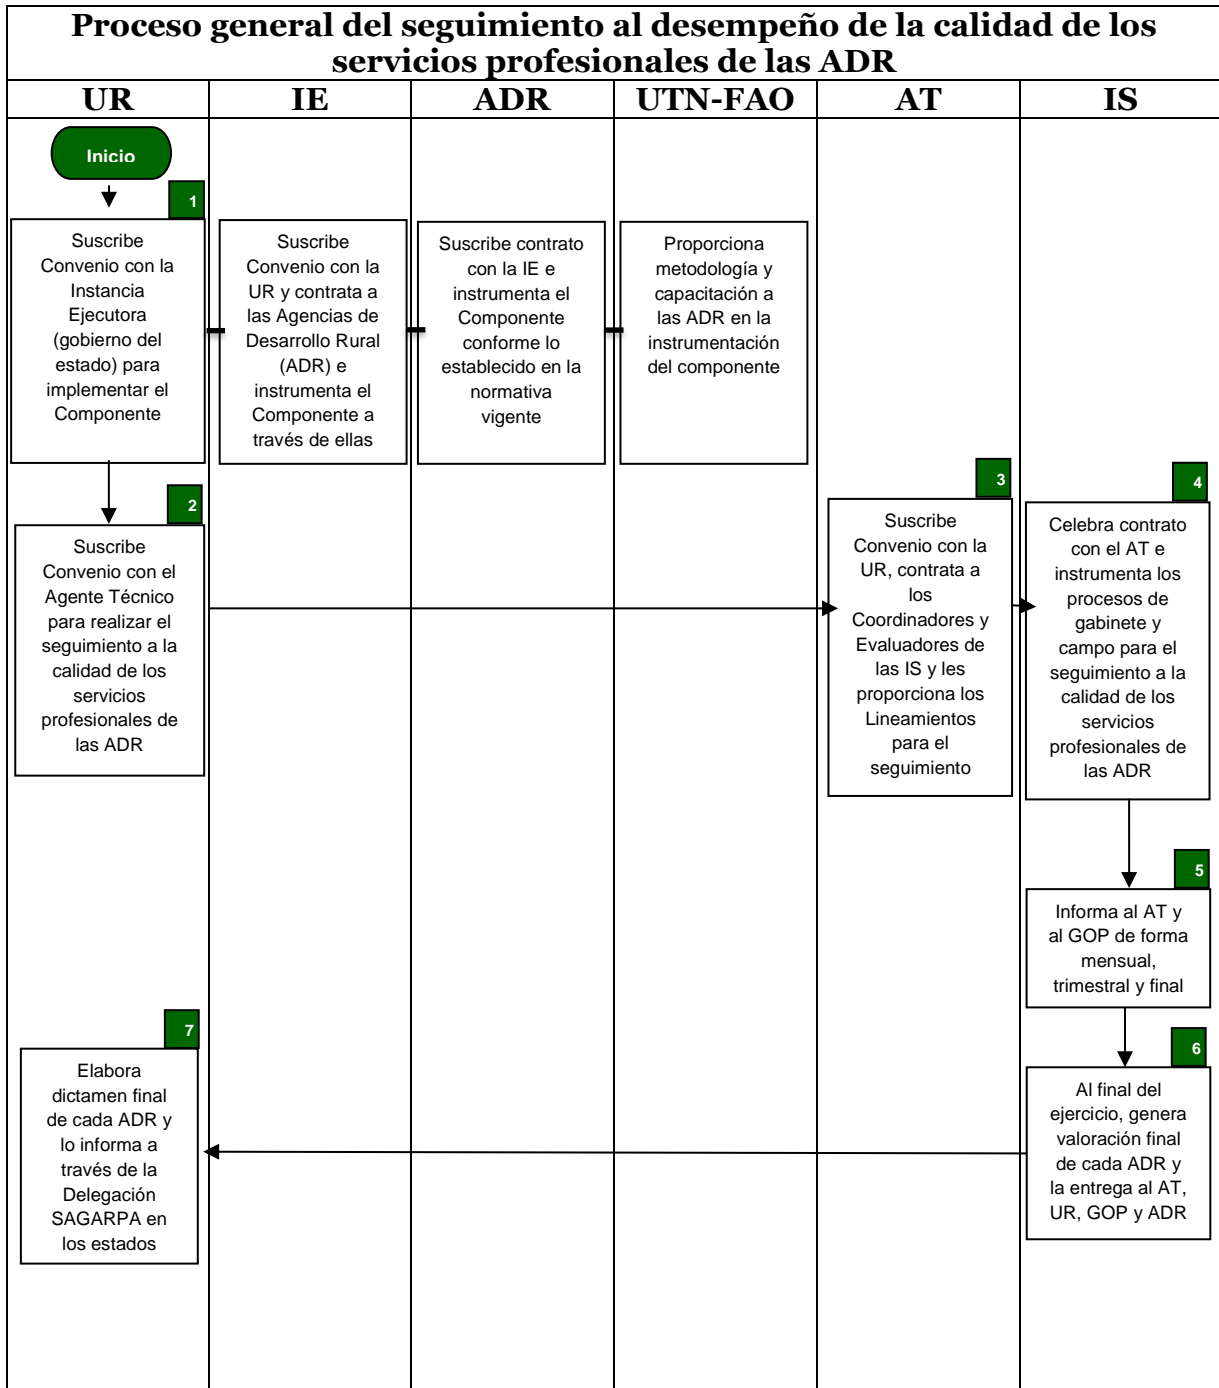 Proceso general del seguimiento al desempeño de la calidad de los
servicios profesionales de las ADR
UR
IE
ADR
UTN-FAO
AT
IS
Inicio
1
Suscribe
Convenio con la
Instancia
Ejecutora
(gobierno del
estado) para
implementar el
Componente
Suscribe
Convenio con la
UR y contrata a
las Agencias de
Desarrollo Rural
(ADR) e
instrumenta el
Componente a
través de ellas
Suscribe contrato
con la IE e
instrumenta el
Componente
conforme lo
establecido en la
normativa
vigente
Proporciona
metodología y
capacitación a
las ADR en la
instrumentación
del componente
2
Suscribe
Convenio con el
Agente Técnico
para realizar el
seguimiento a la
calidad de los
servicios
profesionales de
las ADR
3
Suscribe
Convenio con la
UR, contrata a
los
Coordinadores y
Evaluadores de
las IS y les
proporciona los
Lineamientos
para el
seguimiento
4
Celebra contrato
con el AT e
instrumenta los
procesos de
gabinete y
campo para el
seguimiento a la
calidad de los
servicios
profesionales de
las ADR
5
Informa al AT y
al GOP de forma
mensual,
trimestral y final
6
Al final del
ejercicio, genera
valoración final
de cada ADR y
la entrega al AT,
UR, GOP y ADR
7
Elabora
dictamen final
de cada ADR y
lo informa a
través de la
Delegación
SAGARPA en
los estados